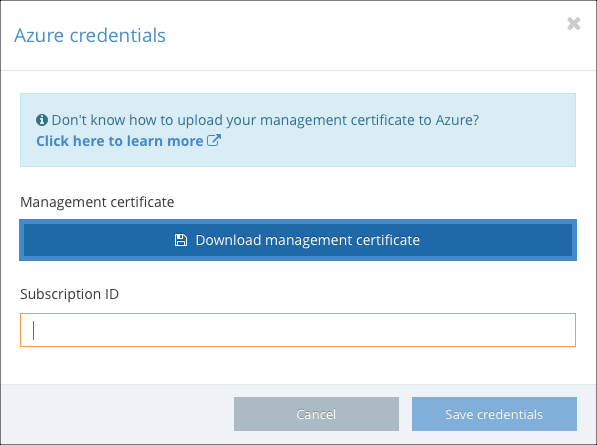 Azure credentials
Don't know how to upload your management certificate to Azure?
Click here to learn more
Management certificate
Download management certificate
Subscription ID
Cancel
Save credentials